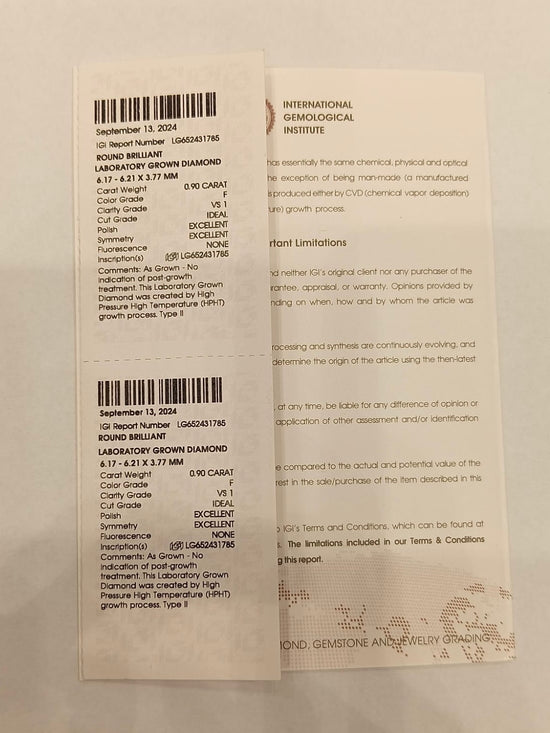 September 13, 2024
IGI Report Number LG652431785
ROUND BRILLIANT
LABORATORY GROWN DIAMOND
6.17 - 6.21 X 3.77 MM
Carat Weight 0.90 CARAT
Color Grade F
Clarity Grade VS 1
Cut Grade IDEAL
Polish EXCELLENT
Symmetry EXCELLENT
Fluorescence NONE
Inscription(s) LG652431785
Comments: As Grown - No
indication of post-growth
treatment. This Laboratory Grown
Diamond was created by High
Pressure High Temperature (HPHT)
growth process. Type II
September 13, 2024
IGI Report Number LG652431785
ROUND BRILLIANT
LABORATORY GROWN DIAMOND
6.17 - 6.21 X 3.77 MM
Carat Weight 0.90 CARAT
Color Grade F
Clarity Grade VS 1
Cut Grade IDEAL
Polish EXCELLENT
Symmetry EXCELLENT
Fluorescence NONE
Inscription(s) LG652431785
Comments: As Grown - No
indication of post-growth
treatment. This Laboratory Grown
Diamond was created by High
Pressure High Temperature (HPHT)
growth process. Type II
INTERNATIONAL
GEMOLOGICAL
INSTITUTE
has essentially the same chemical, physical and optical
he exception of being man-made (a manufactured
is produced either by CVD (chemical vapor deposition)
ure) growth process.
rtant Limitations
nd neither IGI's original client nor any purchaser of the
rantee, appraisal, or warranty. Opinions provided by
nding on when, how and by whom the article was
rocessing and synthesis are continuously evolving, and
determine the origin of the article using the then-latest
, at any time, be liable for any difference of opinion or
application of other assessment and/or identification
e compared to the actual and potential value of the
rest in the sale/purchase of the item described in this
o IGI's Terms and Conditions, which can be found at
s. The limitations included in our Terms & Conditions
g this report.
MOND, GEMSTONE AND JEWELRY GRADING